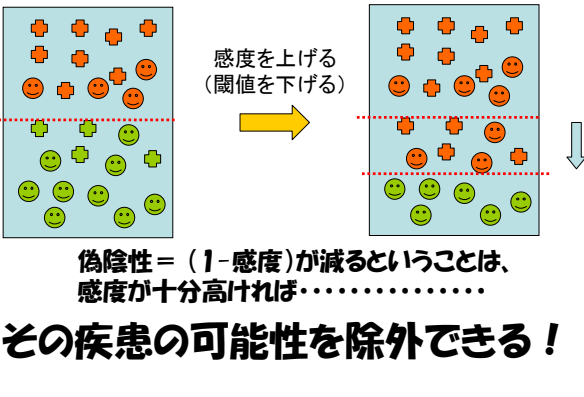 感度を上げる
（閾値を下げる）
偽陰性＝（１－感度）が減るということは、
感度が十分高ければ・・・・・・・・・・・・・・・
その疾患の可能性を除外できる！